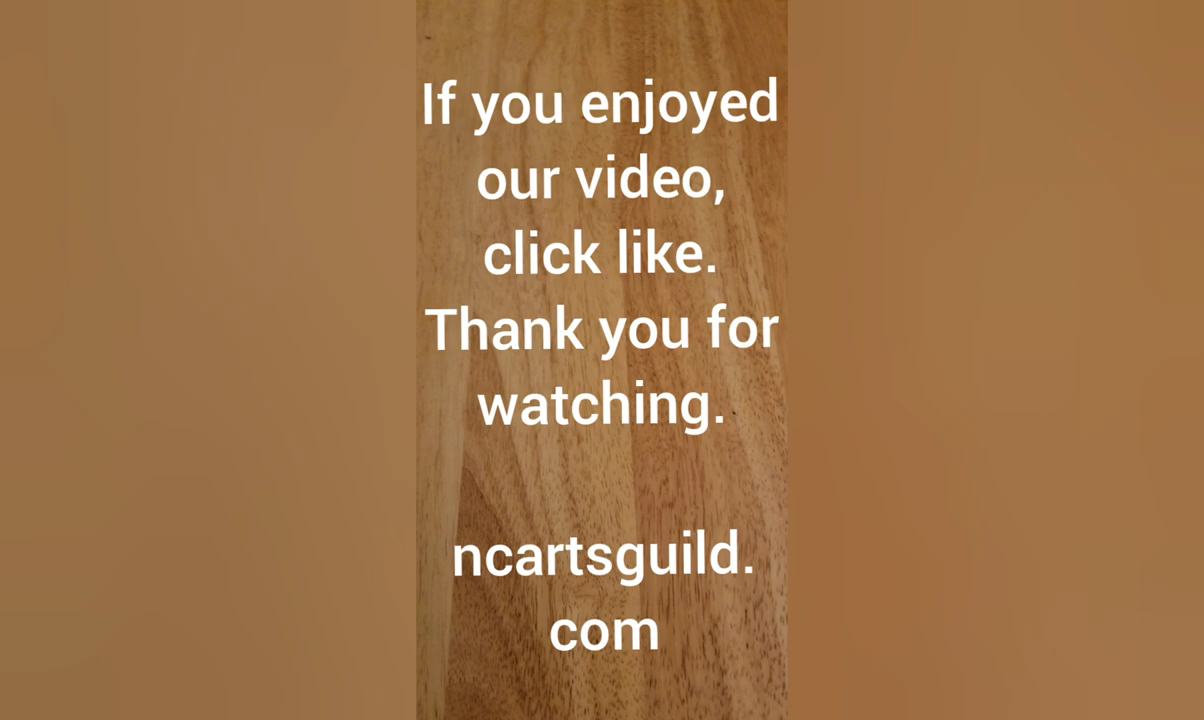 If you enjoyed
our video,
click like.
Thank you for
watching.
ncartsguild.
com